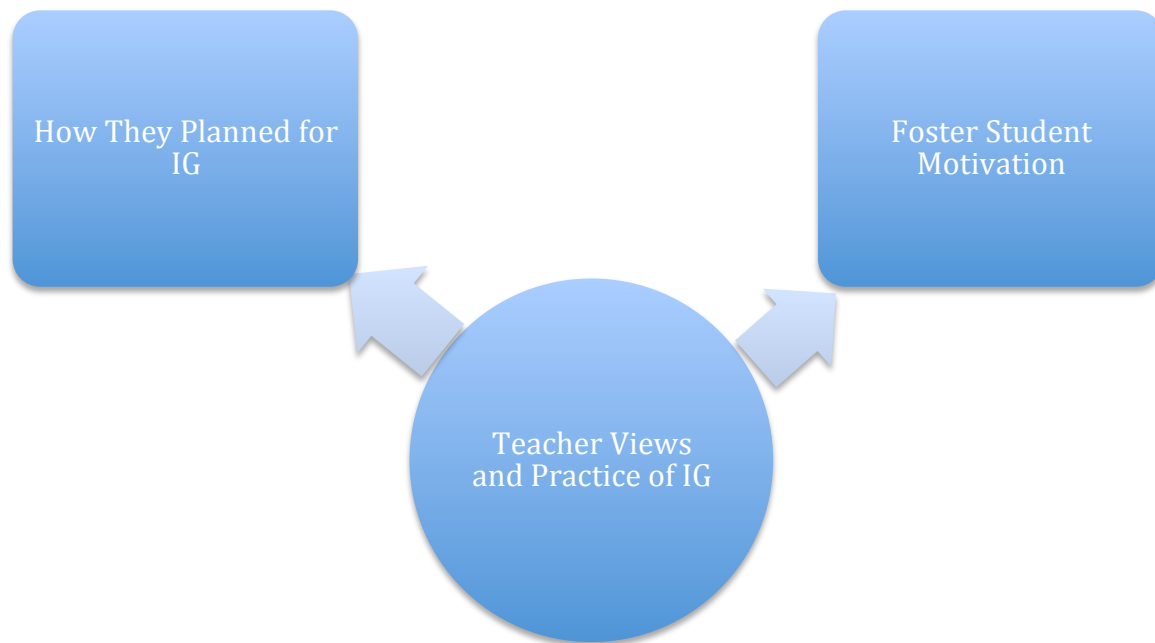 How They Planned for
IG
Foster Student
Motivation
Teacher Views
and Practice of IG